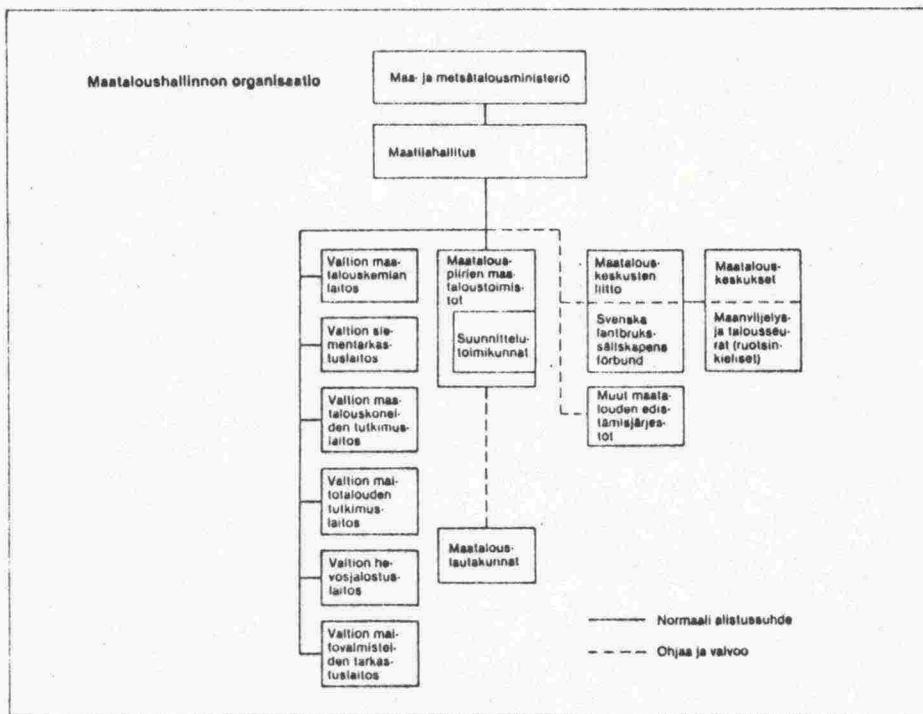 Maataloushallinnon organisaatio
Maa- ja metsätalousministeriö
Maatilahallitus
Valtion maa-
talouskemian
laitos
Valtion sie-
mentarkas-
tuslaitos
Valtion maa-
talouskonei-
den tutkimus-
laitos
Valtion mai-
totalouden
tutkimus-
laitos
Valtion he-
vosjalostus-
laitos
Valtion mai-
tovalmistei-
den tarkas-
tuslaitos
Maatalous-
piirien maa-
taloustoimis-
tot
Suunnittelu-
toimikunnat
Maatalous-
lautakunnat
Maatalous-
keskusten
liitto
Svenska
lantbruks-
sällskapens
förbund
Muut maata-
louden edis-
tämisjärjes-
töt
Maatalous-
keskukset
Maanviljelys-
ja talousseu-
rat (ruotsin-
kieliset)
Normaali alistussuhde
Ohjaa ja valvoo